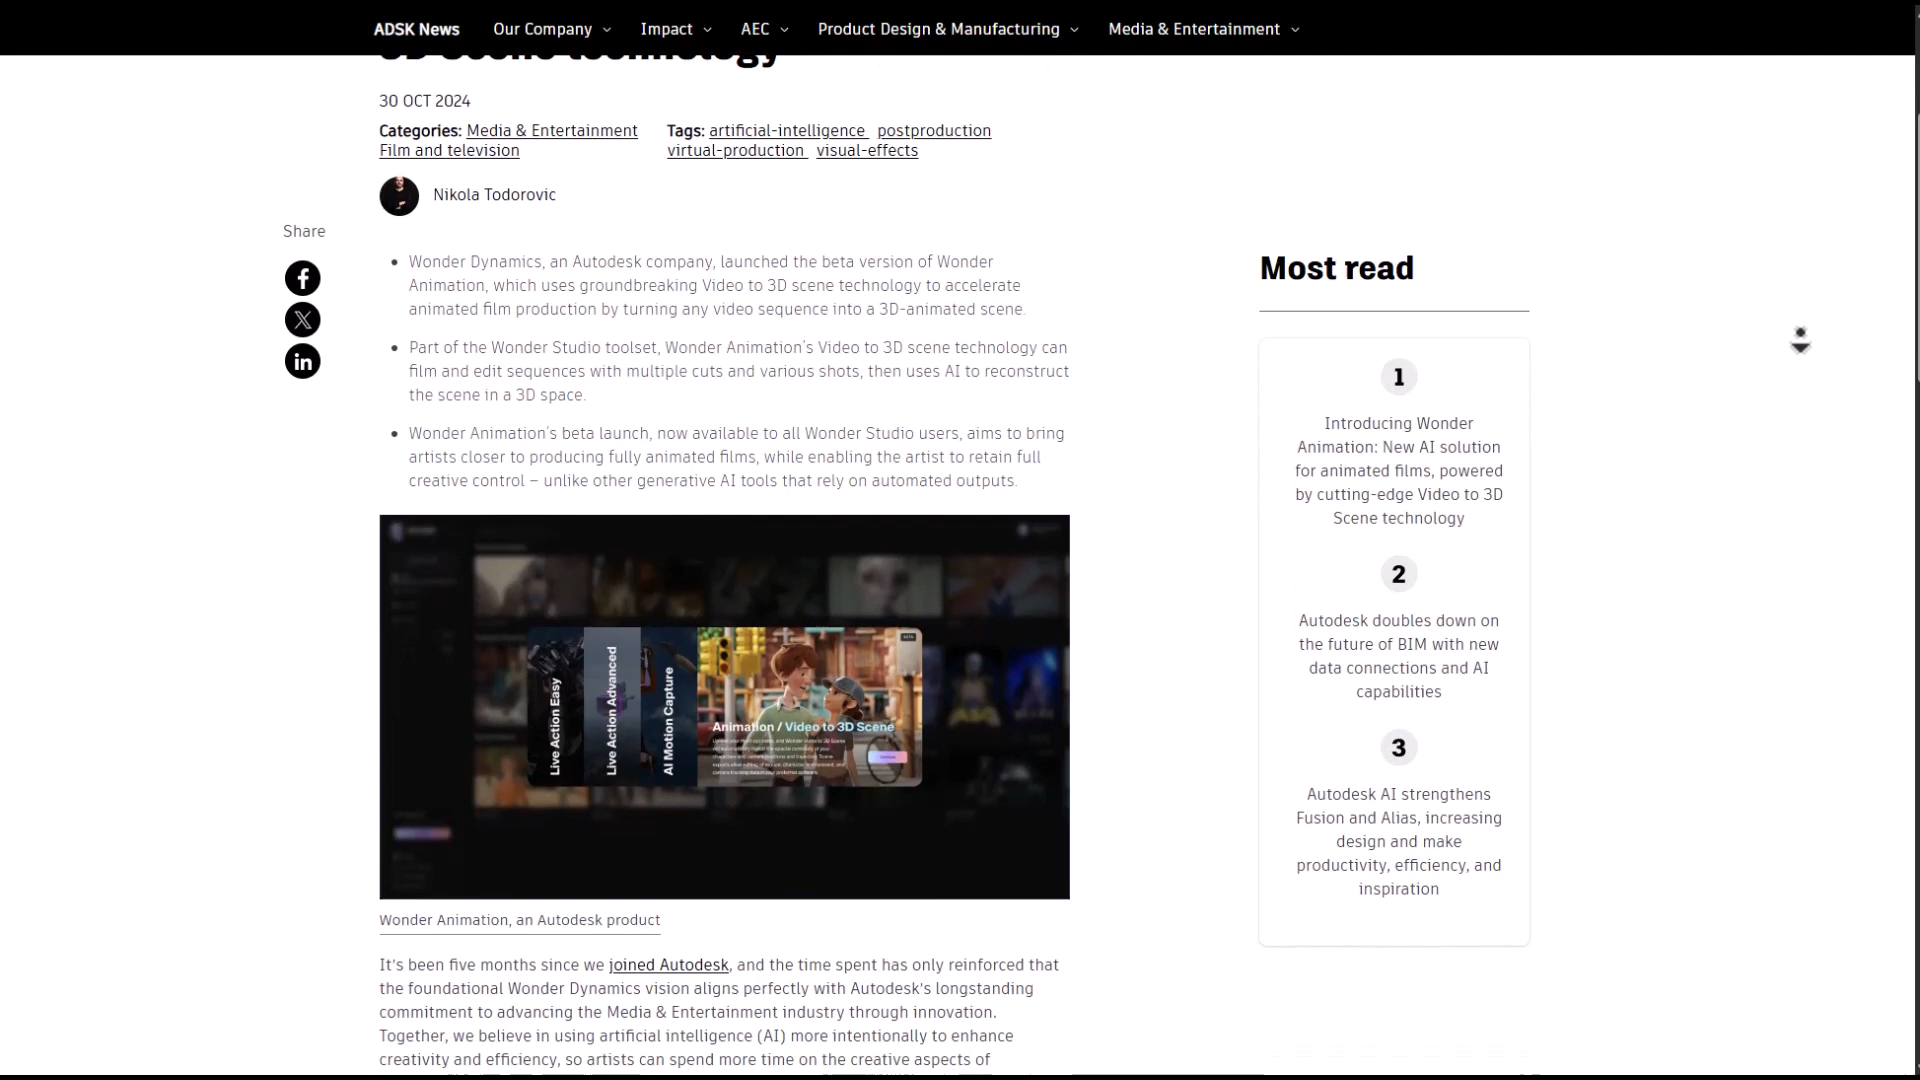 ADSK News
Our Company
Impact
AEC
Product Design & Manufacturing
Media & Entertainment
3D Scene technology
30 OCT 2024
Categories: Media & Entertainment
Film and television
Tags: artificial-intelligence postproduction
virtual-production visual-effects
Nikola Todorovic
Share
Wonder Dynamics, an Autodesk company, launched the beta version of Wonder
Animation, which uses groundbreaking Video to 3D scene technology to accelerate
animated film production by turning any video sequence into a 3D-animated scene.
Part of the Wonder Studio toolset, Wonder Animation's Video to 3D scene technology can
film and edit sequences with multiple cuts and various shots, then uses AI to reconstruct
the scene in a 3D space.
Wonder Animation's beta launch, now available to all Wonder Studio users, aims to bring
artists closer to producing fully animated films, while enabling the artist to retain full
creative control – unlike other generative AI tools that rely on automated outputs.
Live Action Easy
Live Action Advanced
AI Motion Capture
Animation / Video to 3D Scene
Wonder Animation, an Autodesk product
It's been five months since we joined Autodesk, and the time spent has only reinforced that
the foundational Wonder Dynamics vision aligns perfectly with Autodesk's longstanding
commitment to advancing the Media & Entertainment industry through innovation.
Together, we believe in using artificial intelligence (AI) more intentionally to enhance
creativity and efficiency, so artists can spend more time on the creative aspects of
Most read
1
Introducing Wonder
Animation: New AI solution
for animated films, powered
by cutting-edge Video to 3D
Scene technology
2
Autodesk doubles down on
the future of BIM with new
data connections and AI
capabilities
3
Autodesk AI strengthens
Fusion and Alias, increasing
design and make
productivity, efficiency, and
inspiration